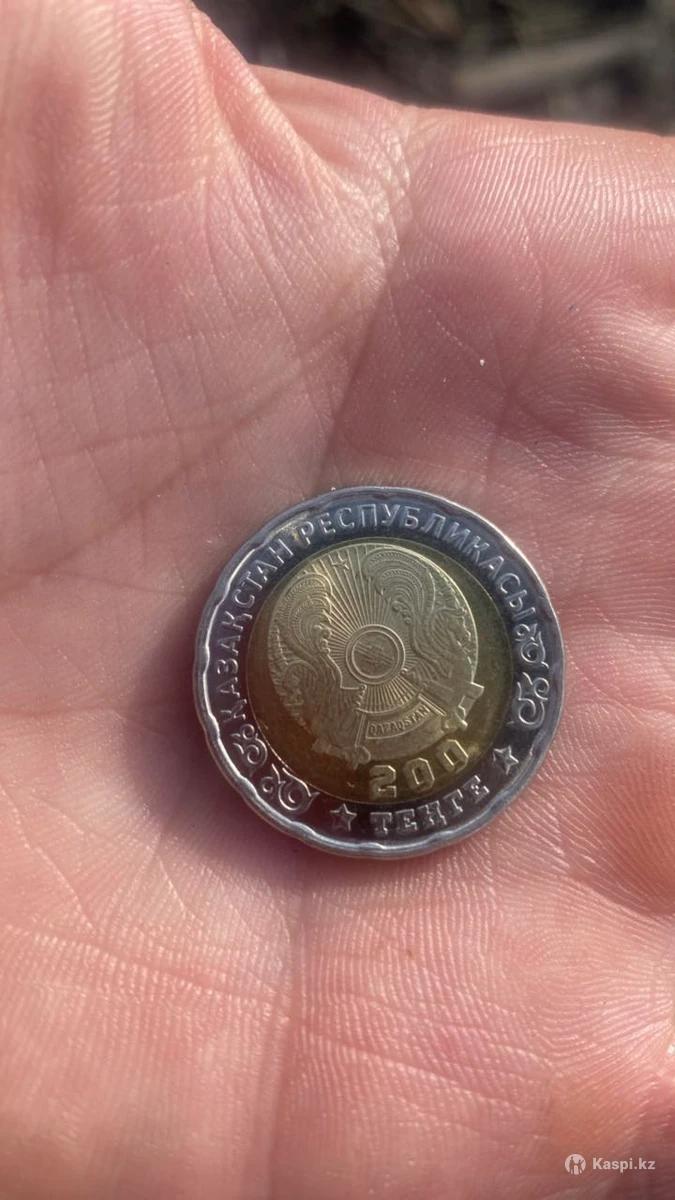 ҚАЗАҚСТАН РЕСПУБЛИКАСЫ
QAZAQSTAN
200
ТЕҢГЕ
Kaspi.kz